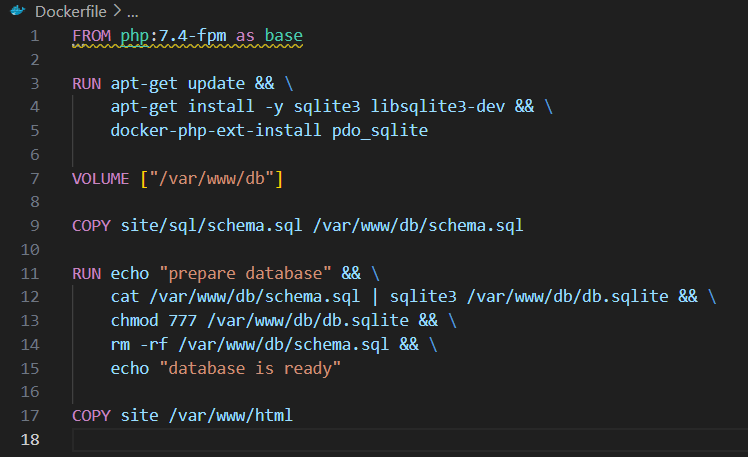 Dockerfile > ...
1 FROM php:7.4-fpm as base
2
3 RUN apt-get update && \
4     apt-get install -y sqlite3 libsqlite3-dev && \
5     docker-php-ext-install pdo_sqlite
6
7 VOLUME ["/var/www/db"]
8
9 COPY site/sql/schema.sql /var/www/db/schema.sql
10
11 RUN echo "prepare database" && \
12     cat /var/www/db/schema.sql | sqlite3 /var/www/db/db.sqlite && \
13     chmod 777 /var/www/db/db.sqlite && \
14     rm -rf /var/www/db/schema.sql && \
15     echo "database is ready"
16
17 COPY site /var/www/html
18